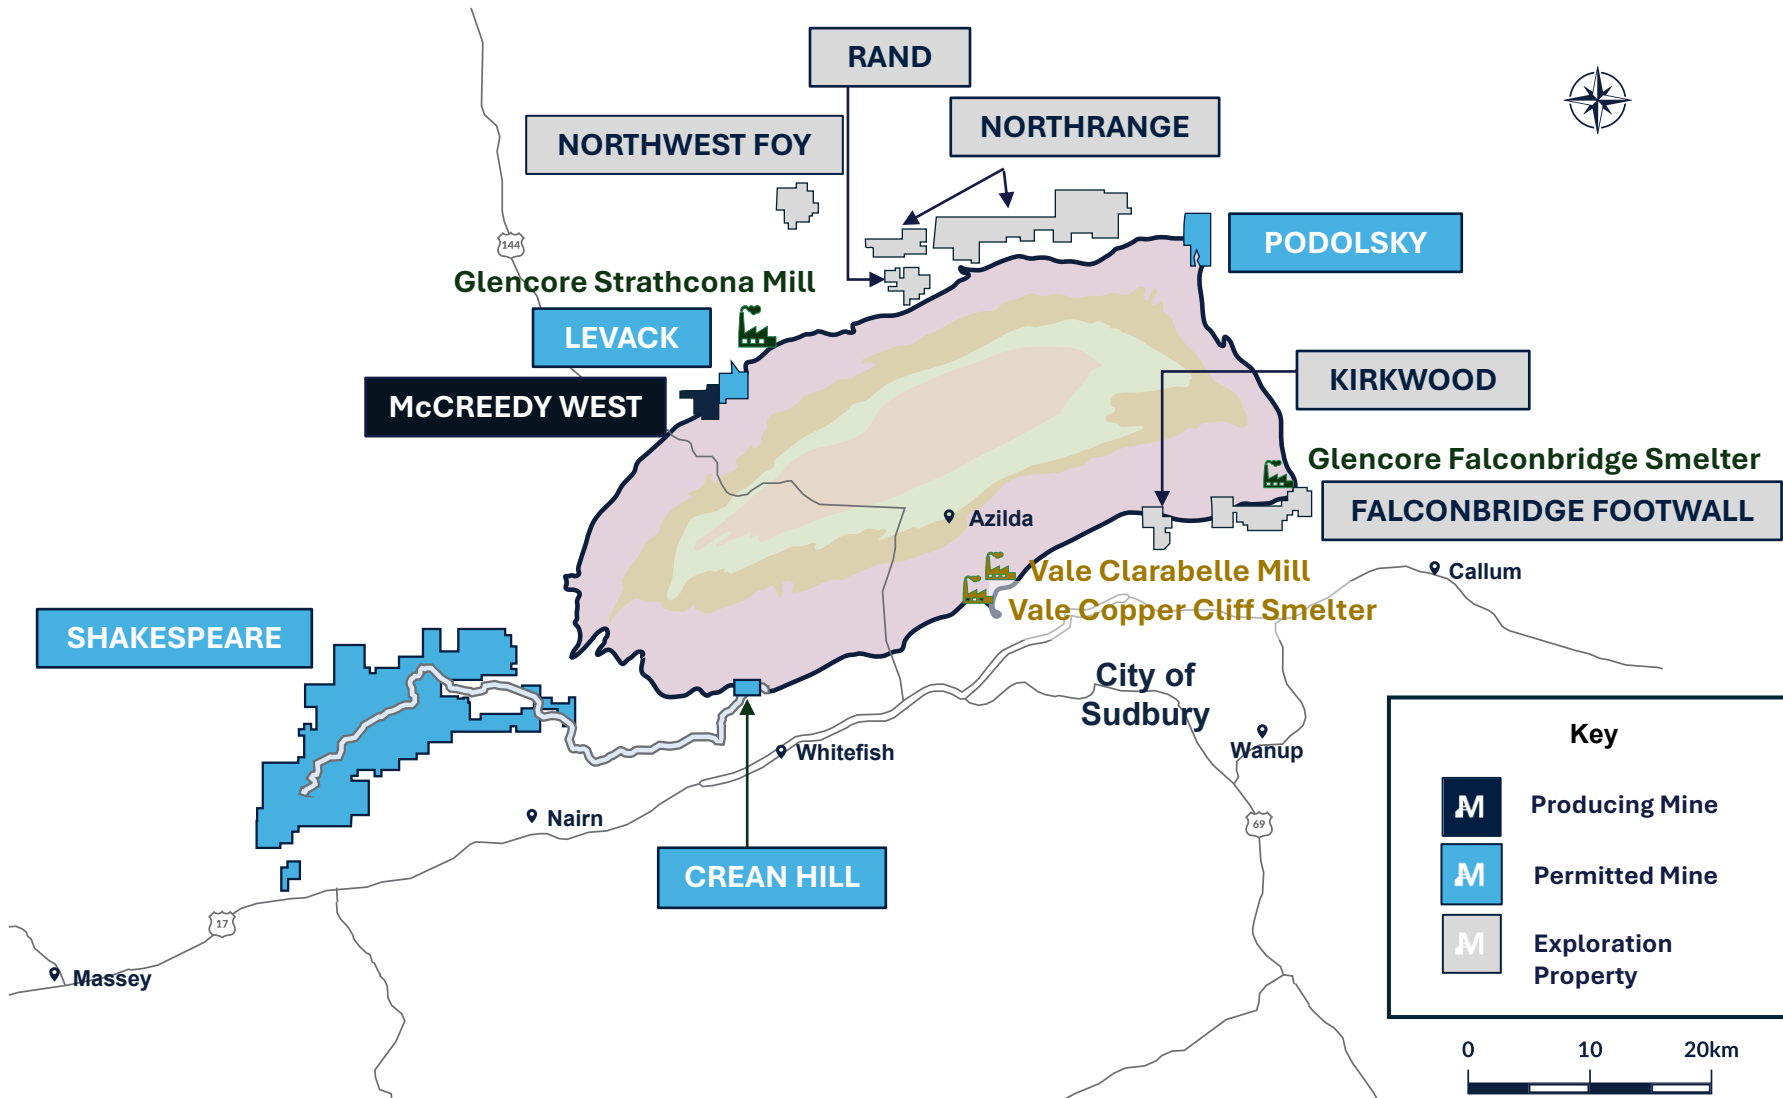 RAND
NORTHRANGE
NORTHWEST FOY
144
PODOLSKY
Glencore Strathcona Mill
LEVACK
KIRKWOOD
McCREEDY WEST
Glencore Falconbridge Smelter
FALCONBRIDGE FOOTWALL
Azilda
Vale Clarabelle Mill
Callum
Vale Copper Cliff Smelter
SHAKESPEARE
City of
Sudbury
Whitefish
Wanup
Nairn
69
CREAN HILL
17
Massey
Key
M
Producing Mine
M
Permitted Mine
M
Exploration
Property
0 10 20km